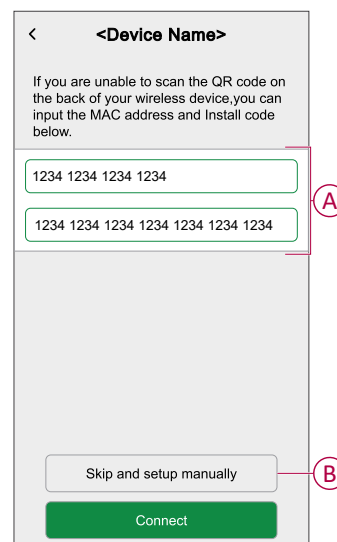 <Device Name>
If you are unable to scan the QR code on
the back of your wireless device,you can
input the MAC address and Install code
below.
1234 1234 1234 1234
A
1234 1234 1234 1234 1234 1234 1234
Skip and setup manually
B
Connect